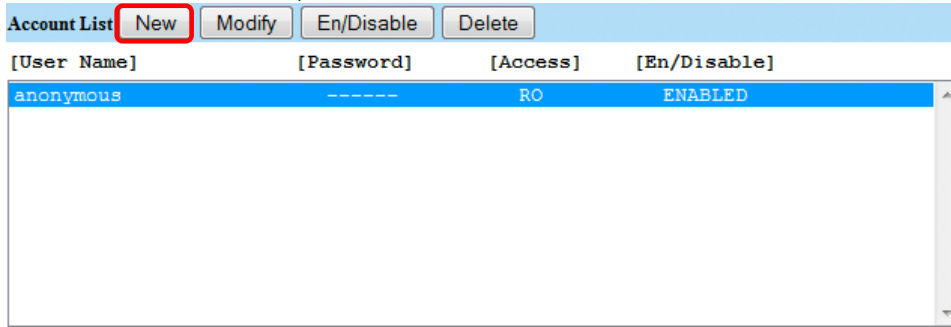 Account List New Modify En/Disable Delete
[User Name] [Password] [Access] [En/Disable]
anonymous ------ RO ENABLED